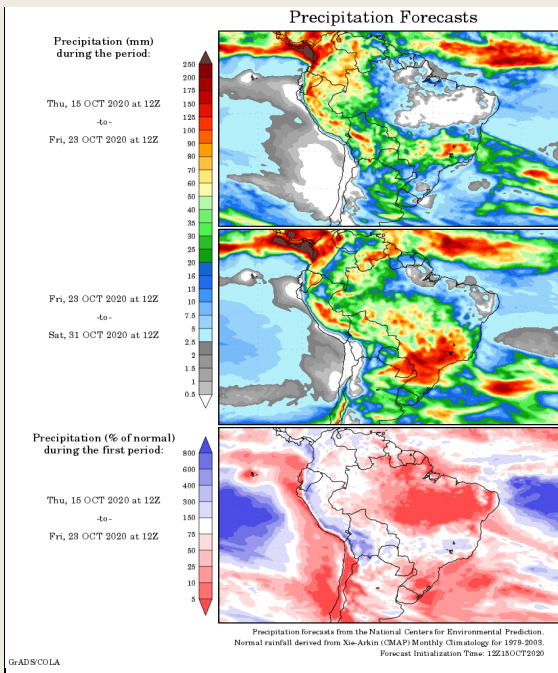 Precipitation Forecasts
Precipitation (mm)
during the period:
Thu, 15 OCT 2020 at 12Z
-to-
Fri, 23 OCT 2020 at 12Z
250
200
175
150
125
100
90
80
70
60
50
45
40
35
30
25
20
16
13
10
7.5
5
2.5
2
1.5
1
0.5
Fri, 23 OCT 2020 at 12Z
-to-
Sat, 31 OCT 2020 at 12Z
Precipitation (% of normal)
during the first period:
Thu, 15 OCT 2020 at 12Z
-to-
Fri, 23 OCT 2020 at 12Z
800
600
400
300
150
75
50
25
10
5
Precipitation forecasts from the National Centers for Environmental Prediction.
Normal rainfall derived from Xie-Arkin (CMAP) Monthly Climatology for 1979-2003.
Forecast Initialization Time: 12Z15OCT2020
GrADS/COLA